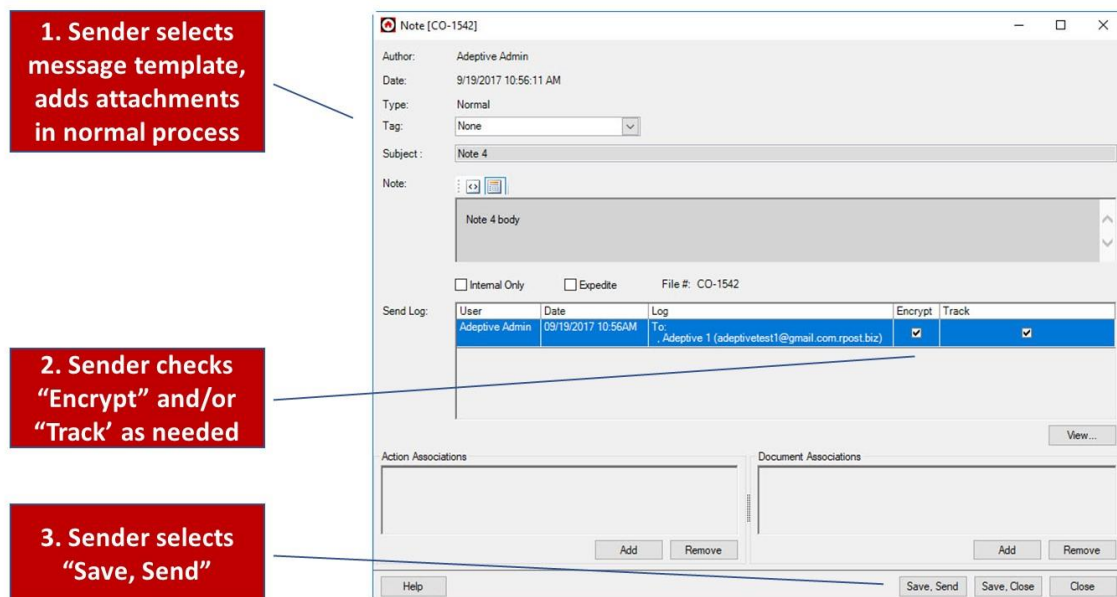 1. Sender selects
message template,
adds attachments
in normal process
2. Sender checks
“Encrypt” and/or
“Track’ as needed
3. Sender selects
“Save, Send”
Note [CO-1542]
Author: Adeptive Admin
Date: 9/19/2017 10:56:11 AM
Type: Normal
Tag: None
Subject : Note 4
Note:
Note 4 body
Internal Only Expedite File #: CO-1542
Send Log: User Date Log Encrypt Track
Adeptive Admin 09/19/2017 10:56AM To:
, Adeptive 1 (adeptivetest1@gmail.com.rpost.biz)
View...
Action Associations Document Associations
Add Remove Add Remove
Help Save, Send Save, Close Close